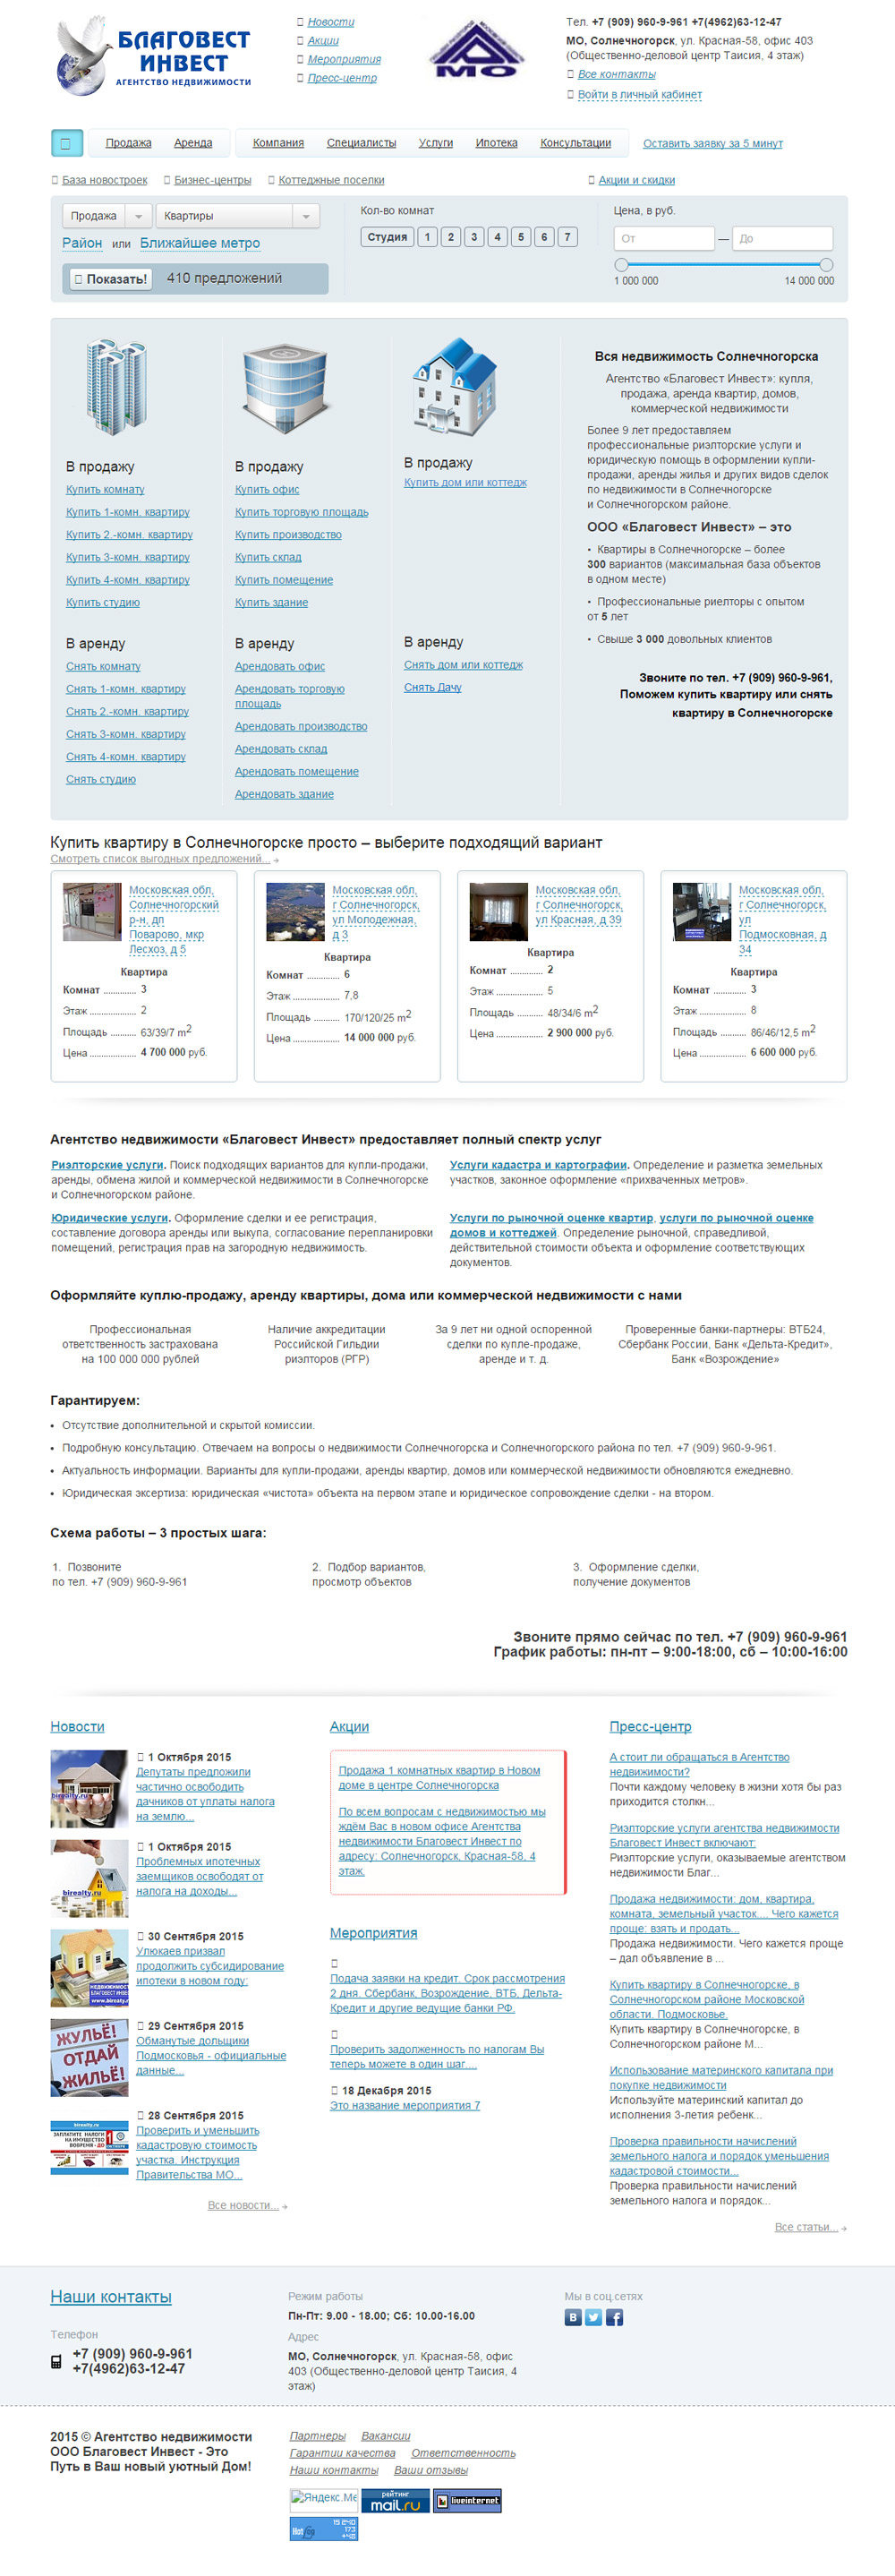 БЛАГОВЕСТ
ИНВЕСТ
АГЕНТСТВО НЕДВИЖИМОСТИ
Новости
Акции
Мероприятия
Пресс-центр
МО
Тел. +7 (909) 960-9-961 +7(4962)63-12-47
МО, Солнечногорск, ул. Красная-58, офис 403
(Общественно-деловой центр Таисия, 4 этаж)
Все контакты
Войти в личный кабинет
Продажа Аренда Компания Специалисты Услуги Ипотека Консультации Оставить заявку за 5 минут
База новостроек Бизнес-центры Коттеджные поселки Акции и скидки
Продажа Квартиры
Район или Ближайшее метро
Показать! 410 предложений
Кол-во комнат
Студия 1 2 3 4 5 6 7
Цена, в руб.
От — До
1 000 000 14 000 000
В продажу
Купить комнату
Купить 1-комн. квартиру
Купить 2.-комн. квартиру
Купить 3-комн. квартиру
Купить 4-комн. квартиру
Купить студию
В аренду
Снять комнату
Снять 1-комн. квартиру
Снять 2.-комн. квартиру
Снять 3-комн. квартиру
Снять 4-комн. квартиру
Снять студию
В продажу
Купить офис
Купить торговую площадь
Купить производство
Купить склад
Купить помещение
Купить здание
В аренду
Арендовать офис
Арендовать торговую
площадь
Арендовать производство
Арендовать склад
Арендовать помещение
Арендовать здание
В продажу
Купить дом или коттедж
В аренду
Снять дом или коттедж
Снять Дачу
Вся недвижимость Солнечногорска
Агентство «Благовест Инвест»: купля,
продажа, аренда квартир, домов,
коммерческой недвижимости
Более 9 лет предоставляем
профессиональные риэлторские услуги и
юридическую помощь в оформлении купли-
продажи, аренды жилья и других видов сделок
по недвижимости в Солнечногорске
и Солнечногорском районе.
ООО «Благовест Инвест» – это
• Квартиры в Солнечногорске – более
300 вариантов (максимальная база объектов
в одном месте)
• Профессиональные риелторы с опытом
от 5 лет
• Свыше 3 000 довольных клиентов
Звоните по тел. +7 (909) 960-9-961,
Поможем купить квартиру или снять
квартиру в Солнечногорске
Купить квартиру в Солнечногорске просто – выберите подходящий вариант
Смотреть список выгодных предложений...
Московская обл,
Солнечногорский
р-н, дп
Поварово, мкр
Лесхоз, д 5
Квартира
Комнат .............. 3
Этаж .................. 2
Площадь ........... 63/39/7 m2
Цена .................. 4 700 000 руб.
Московская обл,
г Солнечногорск,
ул Молодежная,
д 3
Квартира
Комнат .............. 6
Этаж .................. 7,8
Площадь ........... 170/120/25 m2
Цена .................. 14 000 000 руб.
Московская обл,
г Солнечногорск,
ул Красная, д 39
Квартира
Комнат .............. 2
Этаж .................. 5
Площадь ........... 48/34/6 m2
Цена .................. 2 900 000 руб.
Московская обл,
г Солнечногорск,
ул
Подмосковная, д
34
Квартира
Комнат .............. 3
Этаж .................. 8
Площадь ........... 86/46/12,5 m2
Цена .................. 6 600 000 руб.
Агентство недвижимости «Благовест Инвест» предоставляет полный спектр услуг
Риэлторские услуги. Поиск подходящих вариантов для купли-продажи,
аренды, обмена жилой и коммерческой недвижимости в Солнечногорске
и Солнечногорском районе.
Услуги кадастра и картографии. Определение и разметка земельных
участков, законное оформление «прихваченных метров».
Юридические услуги. Оформление сделки и ее регистрация,
составление договора аренды или выкупа, согласование перепланировки
помещений, регистрация прав на загородную недвижимость.
Услуги по рыночной оценке квартир, услуги по рыночной оценке
домов и коттеджей. Определение рыночной, справедливой,
действительной стоимости объекта и оформление соответствующих
документов.
Оформляйте куплю-продажу, аренду квартиры, дома или коммерческой недвижимости с нами
Профессиональная
ответственность застрахована
на 100 000 000 рублей
Наличие аккредитации
Российской Гильдии
риэлторов (РГР)
За 9 лет ни одной оспоренной
сделки по купле-продаже,
аренде и т. д.
Проверенные банки-партнеры: ВТБ24,
Сбербанк России, Банк «Дельта-Кредит»,
Банк «Возрождение»
Гарантируем:
• Отсутствие дополнительной и скрытой комиссии.
• Подробную консультацию. Отвечаем на вопросы о недвижимости Солнечногорска и Солнечногорского района по тел. +7 (909) 960-9-961.
• Актуальность информации. Варианты для купли-продажи, аренды квартир, домов или коммерческой недвижимости обновляются ежедневно.
• Юридическая экспертиза: юридическая «чистота» объекта на первом этапе и юридическое сопровождение сделки - на втором.
Схема работы – 3 простых шага:
1. Позвоните
по тел. +7 (909) 960-9-961
2. Подбор вариантов,
просмотр объектов
3. Оформление сделки,
получение документов
Звоните прямо сейчас по тел. +7 (909) 960-9-961
График работы: пн-пт – 9:00-18:00, сб – 10:00-16:00
Новости
birealty.ru
1 Октября 2015
Депутаты предложили
частично освободить
дачников от уплаты налога
на землю...
birealty.ru
1 Октября 2015
Проблемных ипотечных
заемщиков освободят от
налога на доходы...
НЕДВИЖИМОСТЬ
БЛАГОВЕСТ ИНВЕСТ
www.birealty.ru
30 Сентября 2015
Улюкаев призвал
продолжить субсидирование
ипотеки в новом году:
ЖУЛЬЁ!
ОТДАЙ
ЖИЛЬЁ!
29 Сентября 2015
Обманутые дольщики
Подмосковья - официальные
данные...
birealty.ru
ЗАПЛАТИТЕ НАЛОГИ
НА ИМУЩЕСТВО
ВОВРЕМЯ - ДО 1
28 Сентября 2015
Проверить и уменьшить
кадастровую стоимость
участка. Инструкция
Правительства МО...
Все новости...
Акции
Продажа 1 комнатных квартир в Новом
доме в центре Солнечногорска
По всем вопросам с недвижимостью мы
ждём Вас в новом офисе Агентства
недвижимости Благовест Инвест по
адресу: Солнечногорск, Красная-58, 4
этаж.
Мероприятия
Подача заявки на кредит. Срок рассмотрения
2 дня. Сбербанк, Возрождение, ВТБ, Дельта-
Кредит и другие ведущие банки РФ.
Проверить задолженность по налогам Вы
теперь можете в один шаг....
18 Декабря 2015
Это название мероприятия 7
Пресс-центр
А стоит ли обращаться в Агентство
недвижимости?
Почти каждому человеку в жизни хотя бы раз
приходится столкн...
Риэлторские услуги агентства недвижимости
Благовест Инвест включают:
Риэлторские услуги, оказываемые агентством
недвижимости Благ...
Продажа недвижимости: дом, квартира,
комната, земельный участок.... Чего кажется
проще: взять и продать...
Продажа недвижимости. Чего кажется проще
– дал объявление в ...
Купить квартиру в Солнечногорске, в
Солнечногорском районе Московской
области. Подмосковье.
Купить квартиру в Солнечногорске, в
Солнечногорском районе М...
Использование материнского капитала при
покупке недвижимости
Используйте материнский капитал до
исполнения 3-летия ребенк...
Проверка правильности начислений
земельного налога и порядок уменьшения
кадастровой стоимости...
Проверка правильности начислений
земельного налога и порядок...
Все статьи...
Наши контакты
Телефон
+7 (909) 960-9-961
+7(4962)63-12-47
Режим работы
Пн-Пт: 9.00 - 18.00; Сб: 10.00-16.00
Адрес
МО, Солнечногорск, ул. Красная-58, офис
403 (Общественно-деловой центр Таисия, 4
этаж)
Мы в соц.сетях
В f
2015 © Агентство недвижимости
ООО Благовест Инвест - Это
Путь в Ваш новый уютный Дом!
Партнеры Вакансии
Гарантии качества Ответственность
Наши контакты Ваши отзывы
Яндекс.Ме
рейтинг
mail.ru
liveinternet
HotLog